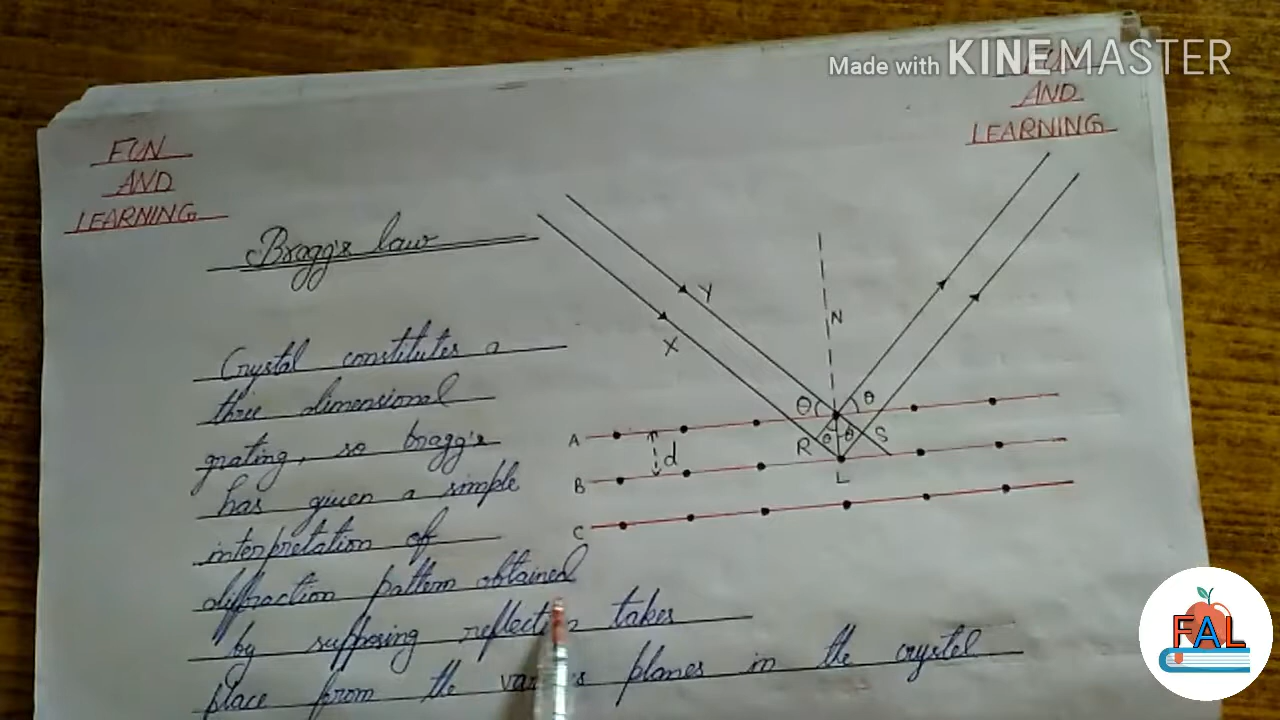 Made with KINEMASTER
AND
LEARNING
FUN
AND
LEARNING
Bragg's law
Y
N
X
θ θ
A
R θ θ S
d
B
L
C
Crystal constitutes a
three dimensional
grating, so bragg's
has given a simple
interpretation of
diffraction pattern obtained
by supposing reflection takes
place from the planes in the crystal
FAL